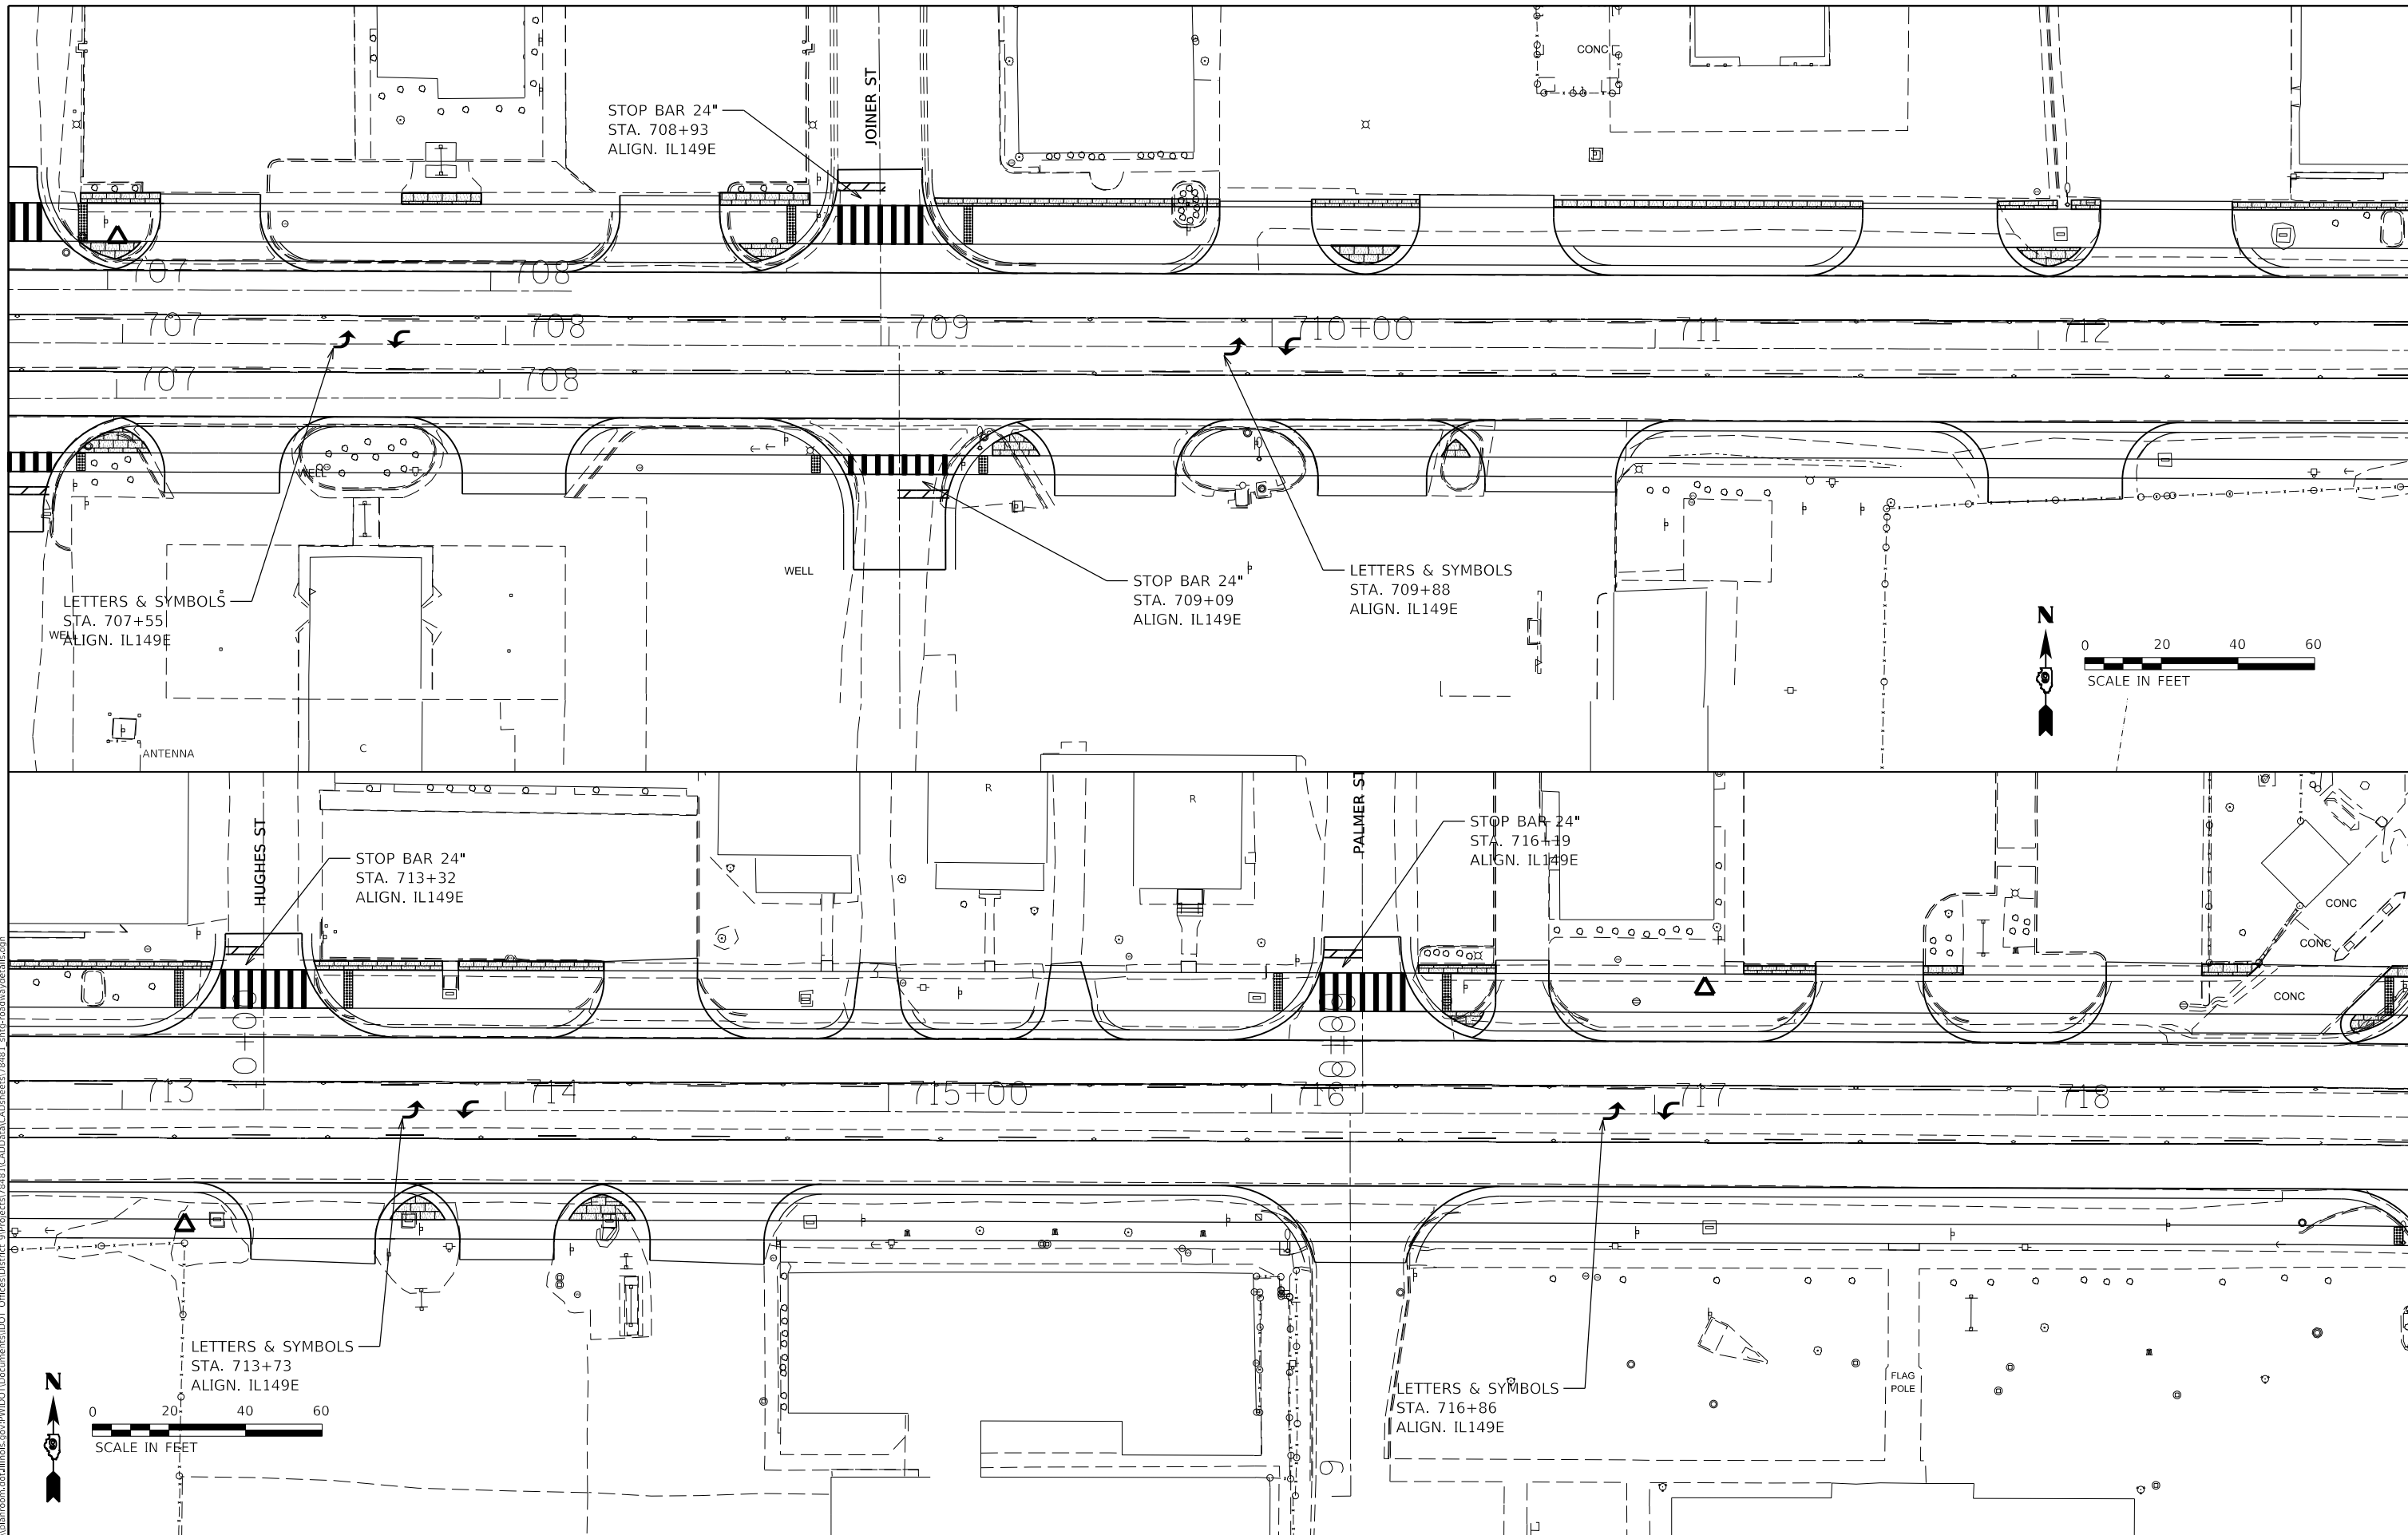 CONC
JOINER ST
STOP BAR 24"
STA. 708+93
ALIGN. IL149E
707
708
707
708
709
710+00
711
712
707
708
WELL
WELL
LETTERS & SYMBOLS
STA. 707+55
ALIGN. IL149E
WELL
STOP BAR 24"
STA. 709+09
ALIGN. IL149E
LETTERS & SYMBOLS
STA. 709+88
ALIGN. IL149E
N
0 20 40 60
SCALE IN FEET
ANTENNA
C
HUGHES ST
STOP BAR 24"
STA. 713+32
ALIGN. IL149E
R
R
PALMER ST
STOP BAR 24"
STA. 716+19
ALIGN. IL149E
CONC
CONC
CONC
713
714
715+00
716
717
718
LETTERS & SYMBOLS
STA. 713+73
ALIGN. IL149E
N
0 20 40 60
SCALE IN FEET
LETTERS & SYMBOLS
STA. 716+86
ALIGN. IL149E
FLAG
POLE